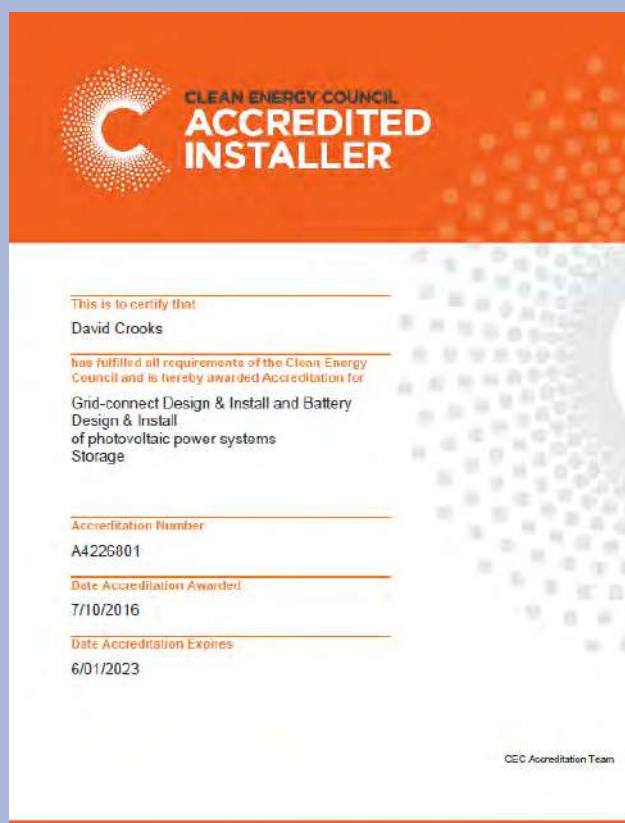 CLEAN ENERGY COUNCIL
ACCREDITED
INSTALLER
This is to certify that
David Crooks
has fulfilled all requirements of the Clean Energy
Council and is hereby awarded Accreditation for
Grid-connect Design & Install and Battery
Design & Install
of photovoltaic power systems
Storage
Accreditation Number
A4226801
Date Accreditation Awarded
7/10/2016
Date Accreditation Expires
6/01/2023
CEC Accreditation Team